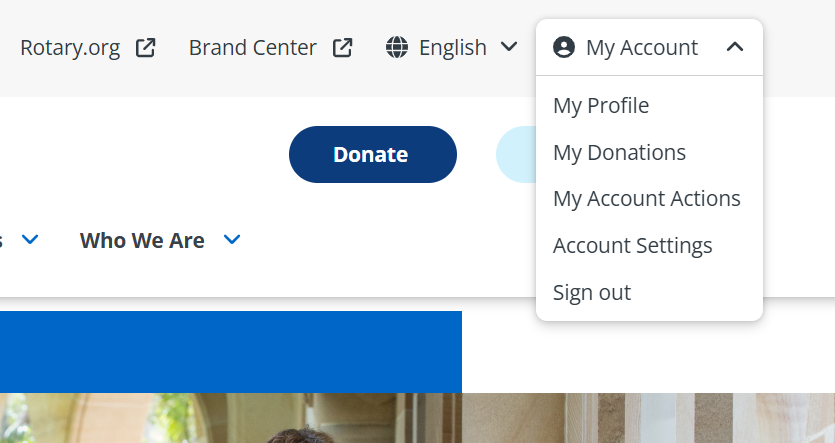 Rotary.org Brand Center English My Account
My Profile
My Donations
Donate
My Account Actions
Who We Are
Account Settings
Sign out